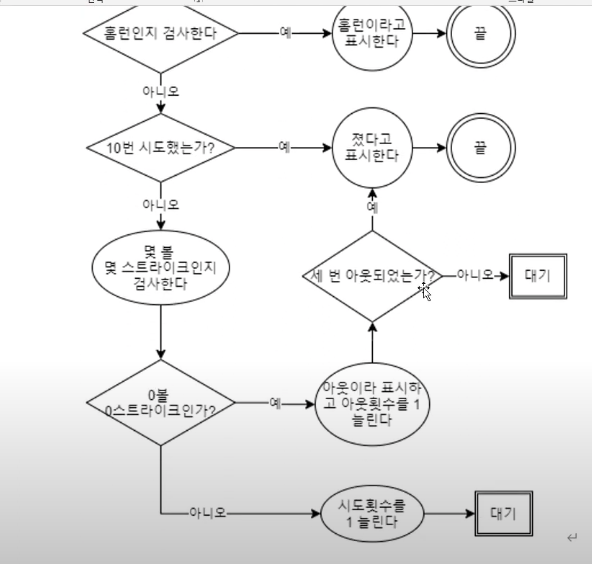 홈런인지 검사한다
예
홈런이라고
표시한다
끝
아니오
10번 시도했는가?
예
졌다고
표시한다
끝
아니오
예
몇 볼
몇 스트라이크인지
검사한다
세 번 아웃되었는가?
아니오
대기
0볼
0스트라이크인가?
예
아웃이라 표시하
고 아웃횟수를 1
늘린다
아니오
시도횟수를
1 늘린다
대기